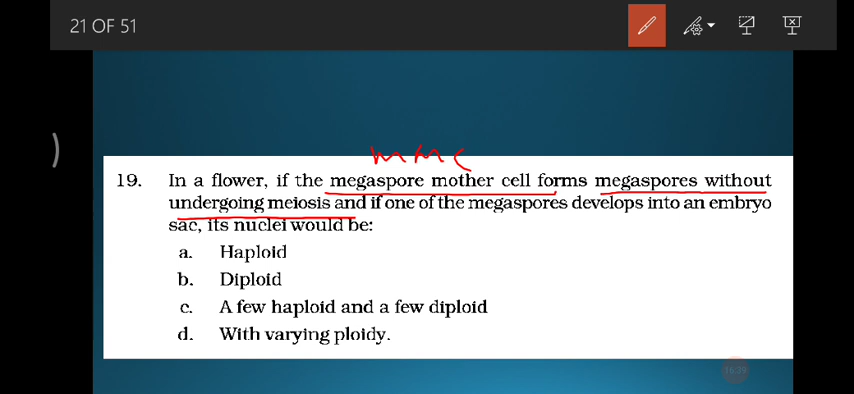 21 OF 51
MMC
19. In a flower, if the megaspore mother cell forms megaspores without
undergoing meiosis and if one of the megaspores develops into an embryo
sac, its nuclei would be:
a. Haploid
b. Diploid
c. A few haploid and a few diploid
d. With varying ploidy.
16:39